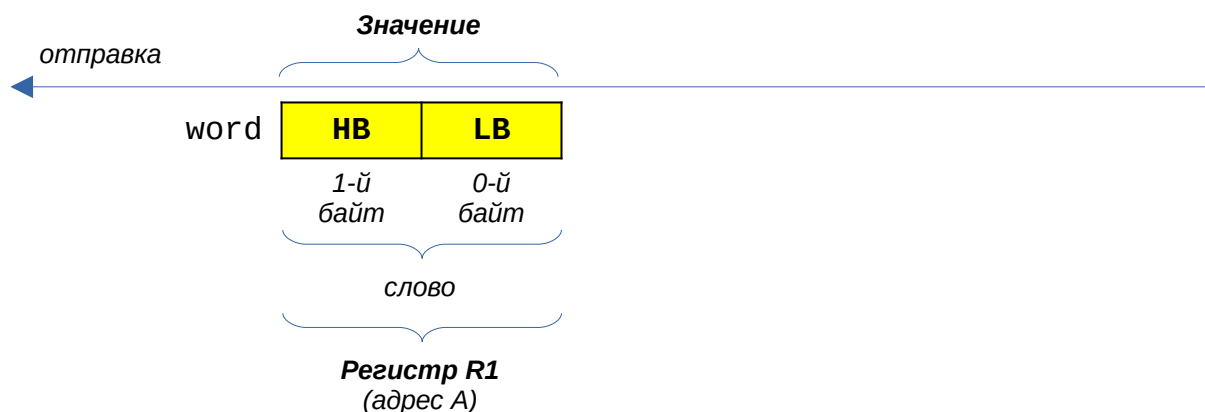 Значение
отправка
word HB LB
1-й 0-й
байт байт
слово
Регистр R1
(адрес A)